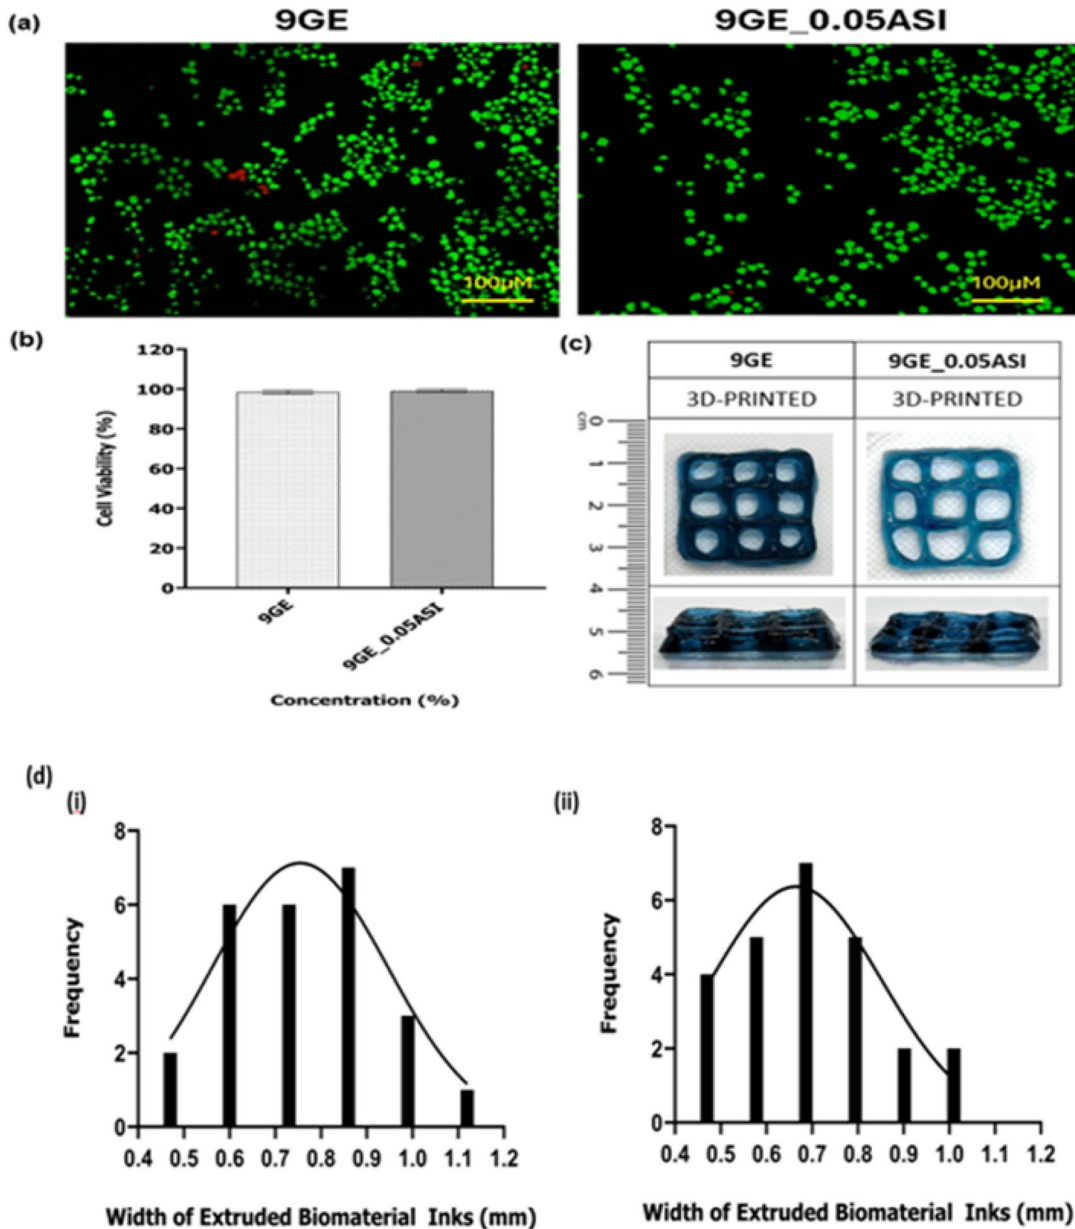 (a)
9GE
9GE_0.05ASI
100µM
100µM
(b)
120
100
80
60
40
20
0
Cell Viability (%)
9GE
9GE_0.05ASI
Concentration (%)
(c)
9GE
9GE_0.05ASI
3D-PRINTED
3D-PRINTED
0
cm
1
2
3
4
5
6
(d)
(i)
8
6
4
2
0
Frequency
0.4 0.5 0.6 0.7 0.8 0.9 1.0 1.1 1.2
Width of Extruded Biomaterial Inks (mm)
(ii)
8
6
4
2
0
Frequency
0.4 0.5 0.6 0.7 0.8 0.9 1.0 1.1 1.2
Width of Extruded Biomaterial Inks (mm)